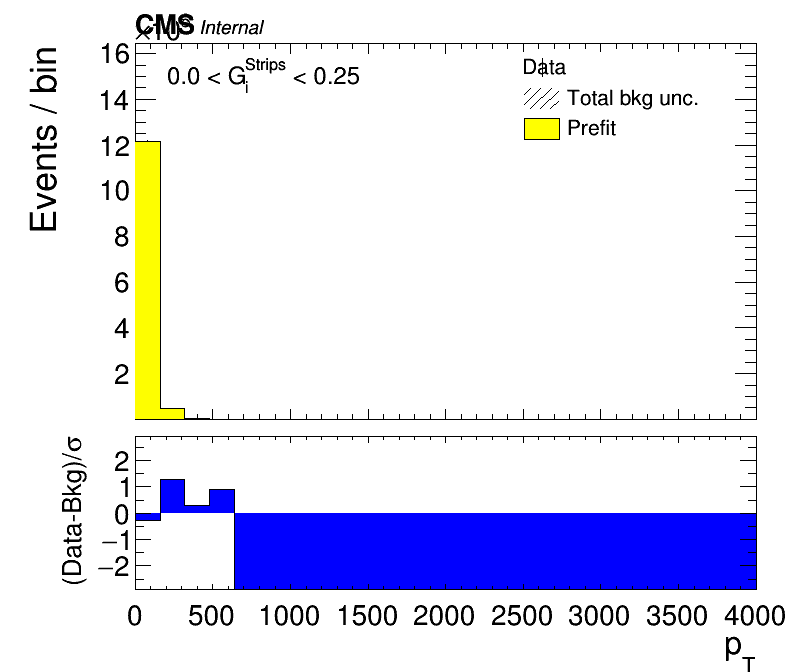 CMS Internal
Events / bin
16
14
12
10
8
6
4
2
0.0 < G_i^Strips < 0.25
Data
Total bkg unc.
Prefit
(Data-Bkg)/σ
2
1
0
−1
−2
0 500 1000 1500 2000 2500 3000 3500 4000
p_T